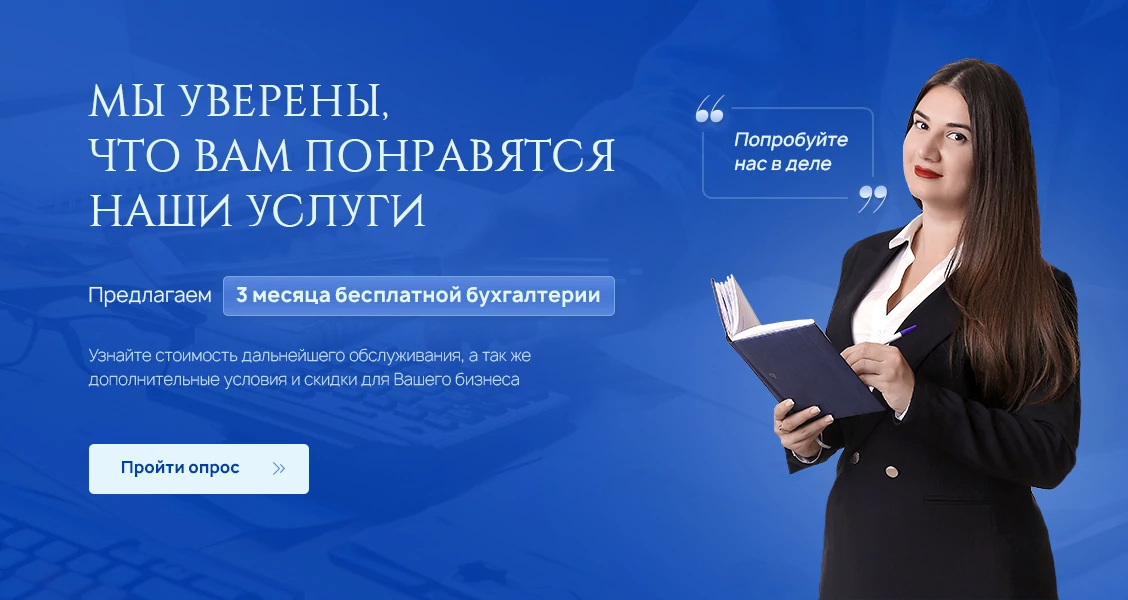 МЫ УВЕРЕНЫ,
ЧТО ВАМ ПОНРАВЯТСЯ
НАШИ УСЛУГИ
“ Попробуйте
нас в деле ”
Предлагаем 3 месяца бесплатной бухгалтерии
Узнайте стоимость дальнейшего обслуживания, а так же
дополнительные условия и скидки для Вашего бизнеса
Пройти опрос